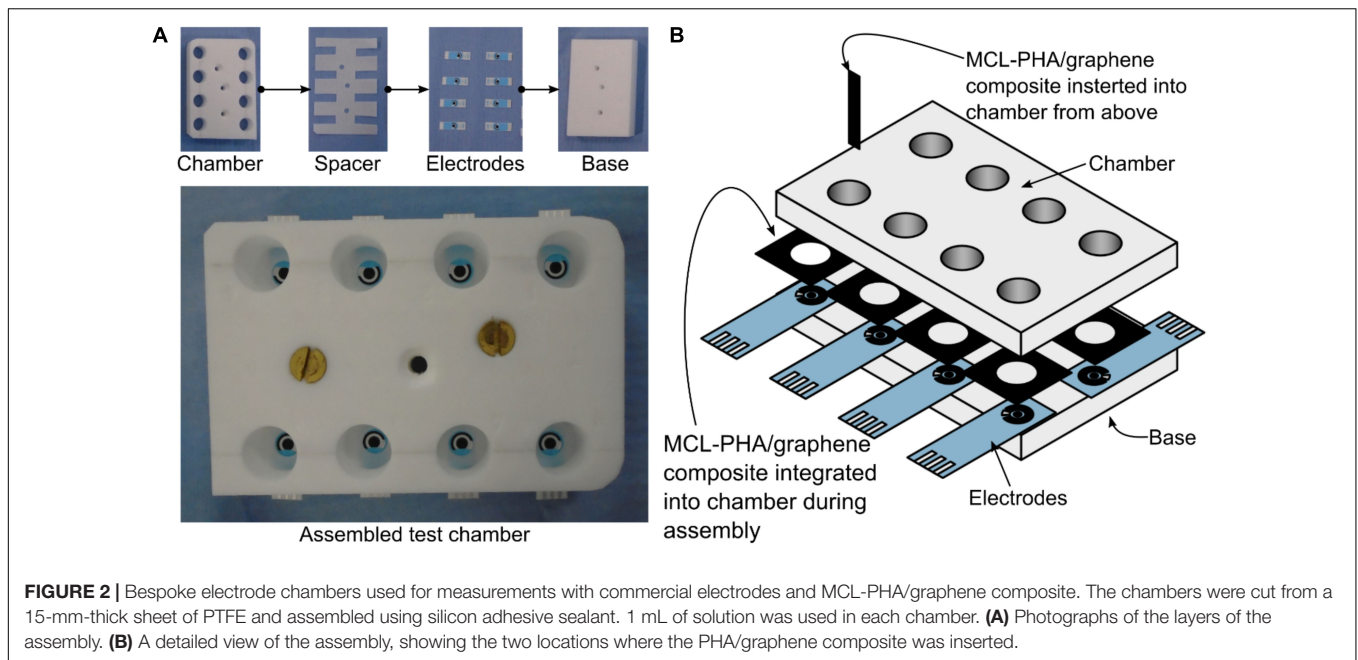 A
Chamber
Spacer
Electrodes
Base
Assembled test chamber
B
MCL-PHA/graphene
composite insterted into
chamber from above
Chamber
MCL-PHA/graphene
composite integrated
into chamber during
assembly
Electrodes
Base
FIGURE 2 | Bespoke electrode chambers used for measurements with commercial electrodes and MCL-PHA/graphene composite. The chambers were cut from a
15-mm-thick sheet of PTFE and assembled using silicon adhesive sealant. 1 mL of solution was used in each chamber. (A) Photographs of the layers of the
assembly. (B) A detailed view of the assembly, showing the two locations where the PHA/graphene composite was inserted.